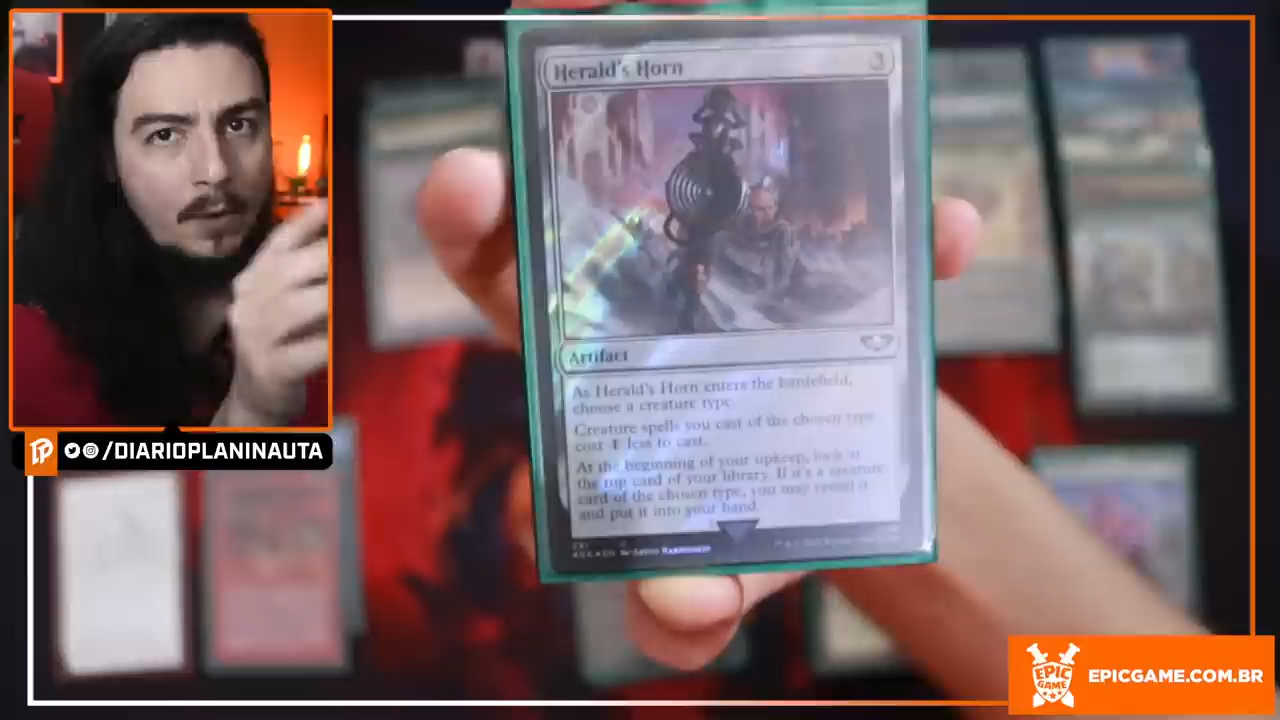 Herald's Horn
3
Artifact
As Herald's Horn enters the battlefield,
choose a creature type.
Creature spells you cast of the chosen type
cost 1 less to cast.
At the beginning of your upkeep, look at
the top card of your library. If it's a creature
card of the chosen type, you may reveal it
and put it into your hand.
/DIARIOPLANINAUTA
EPIC
GAME
EPICGAME.COM.BR